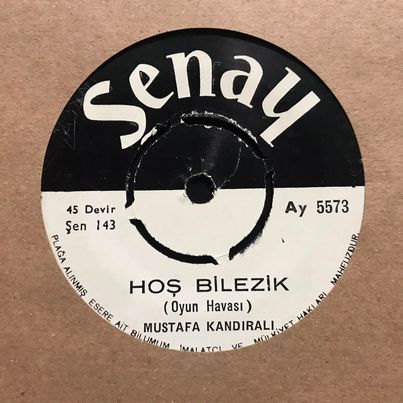 Şenay
45 Devir
Şen 143
Ay 5573
HOŞ BİLEZİK
(Oyun Havası)
MUSTAFA KANDIRALI
PLAĞA ALINMIŞ ESERE AİT BİLUMUM İMALATÇI VE MÜLKİYET HAKLARI MAHFUZDUR.